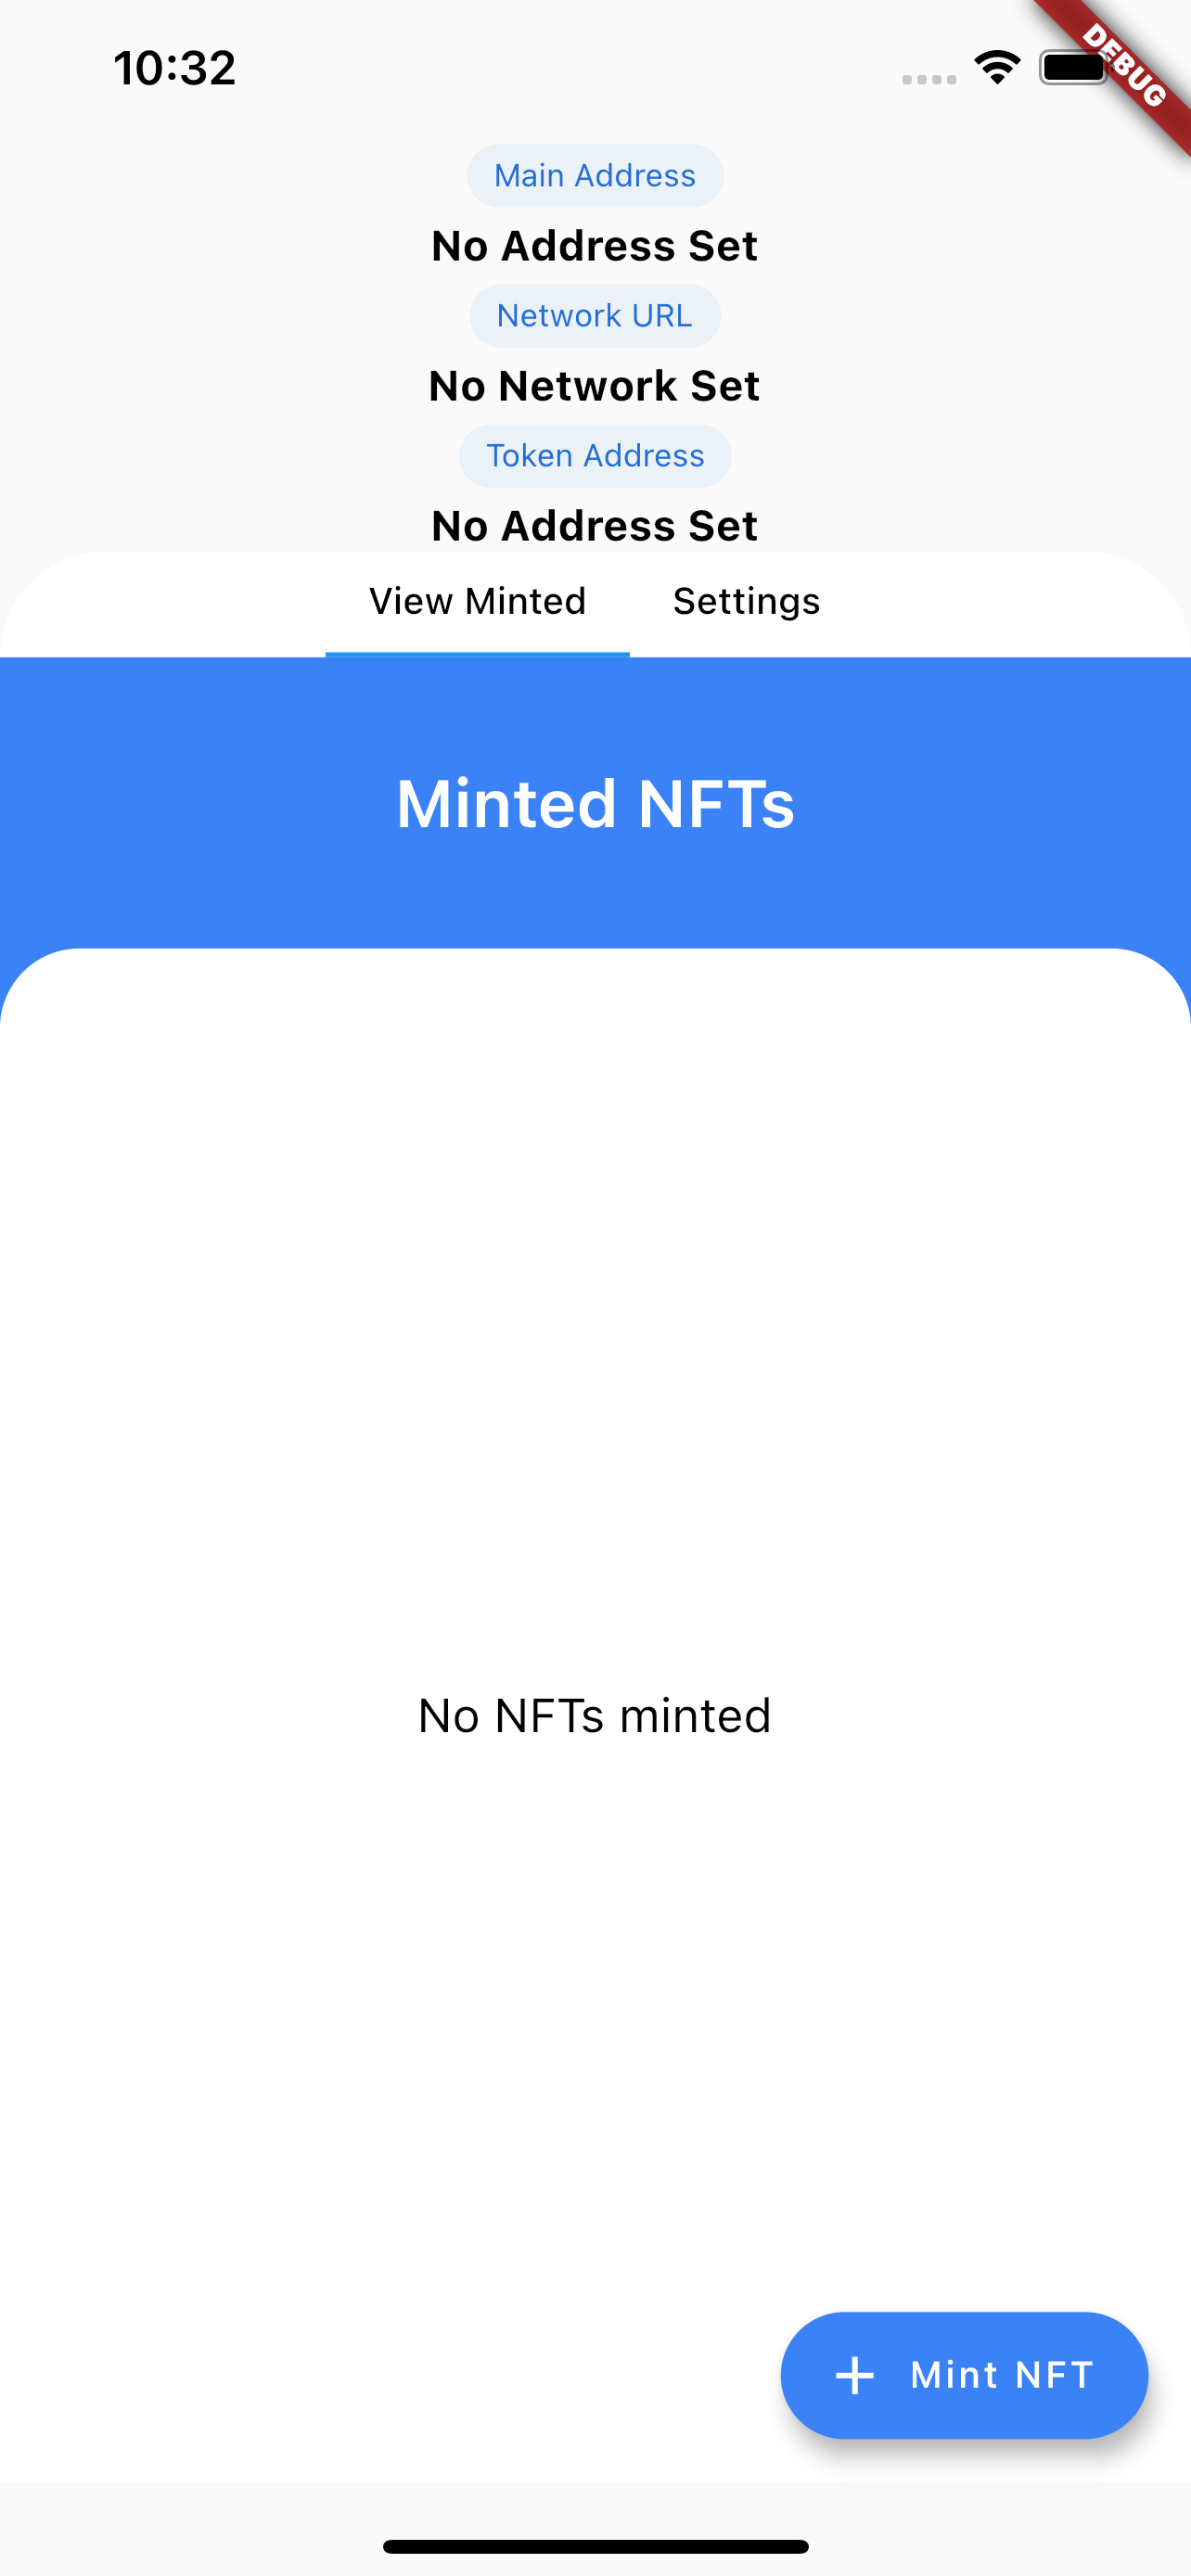 10:32
DEBUG
Main Address
No Address Set
Network URL
No Network Set
Token Address
No Address Set
View Minted Settings
Minted NFTs
No NFTs minted
+ Mint NFT